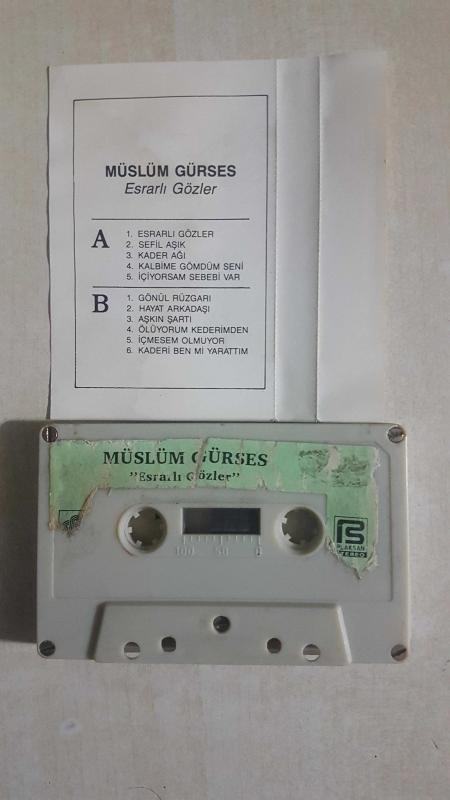 MÜSLÜM GÜRSES
Esrarlı Gözler
A
1. ESRARLI GÖZLER
2. SEFİL AŞIK
3. KADER AĞI
4. KALBİME GÖMDÜM SENİ
5. İÇİYORSAM SEBEBİ VAR
B
1. GÖNÜL RÜZGARI
2. HAYAT ARKADAŞI
3. AŞKIN ŞARTI
4. ÖLÜYORUM KEDERİMDEN
5. İÇMESEM OLMUYOR
6. KADERİ BEN Mİ YARATTIM
MÜSLÜM GÜRSES
"Esrarlı Gözler"
100 50 0
PLAKSAN
STEREO